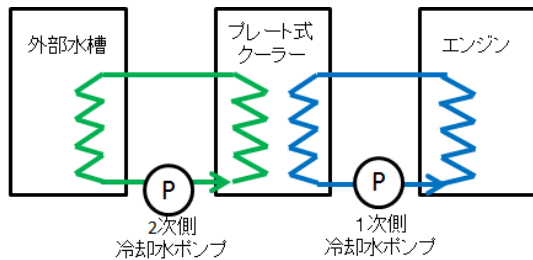 外部水槽
プレート式
クーラー
エンジン
P
P
2次側
冷却水ポンプ
1次側
冷却水ポンプ